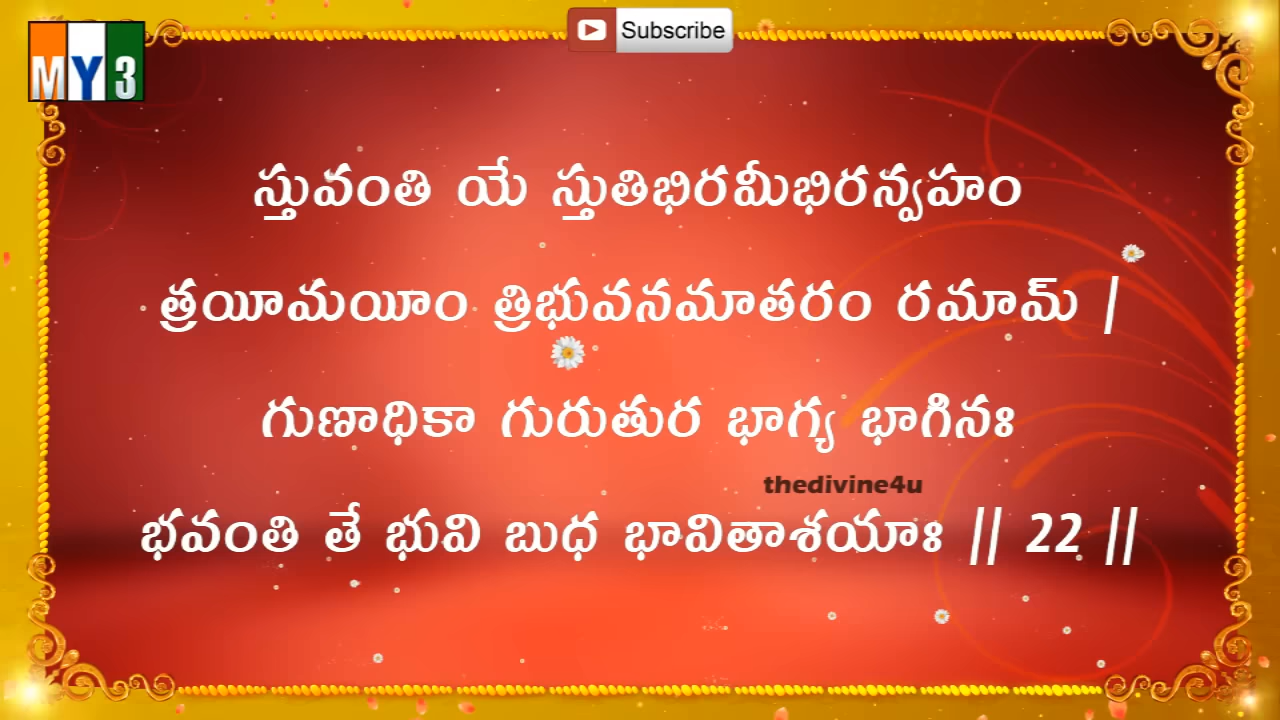 MY3
Subscribe
స్తువంతి యే స్తుతిభిరమీభిరన్వహం
త్రయీమయీం త్రిభువనమాతరం రమామ్ |
గుణాధికా గురుతుర భాగ్య భాగినః
thedivine4u
భవంతి తే భువి బుధ భావితాశయాః || 22 ||